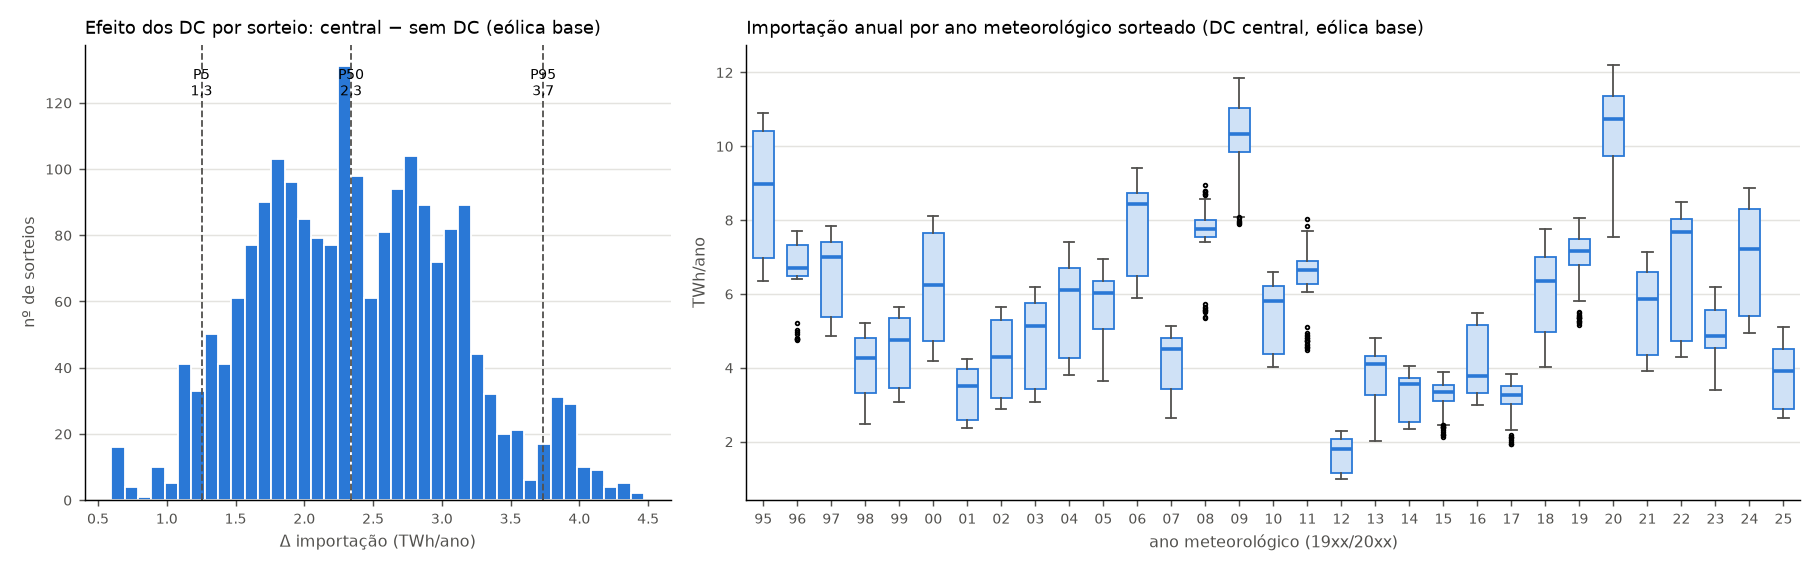 Efeito dos DC por sorteio: central − sem DC (eólica base)
P5
1.3
P50
2.3
P95
3.7
120
100
80
60
40
20
0
nº de sorteios
0.5 1.0 1.5 2.0 2.5 3.0 3.5 4.0 4.5
Δ importação (TWh/ano)
Importação anual por ano meteorológico sorteado (DC central, eólica base)
12
10
8
6
4
2
TWh/ano
95 96 97 98 99 00 01 02 03 04 05 06 07 08 09 10 11 12 13 14 15 16 17 18 19 20 21 22 23 24 25
ano meteorológico (19xx/20xx)